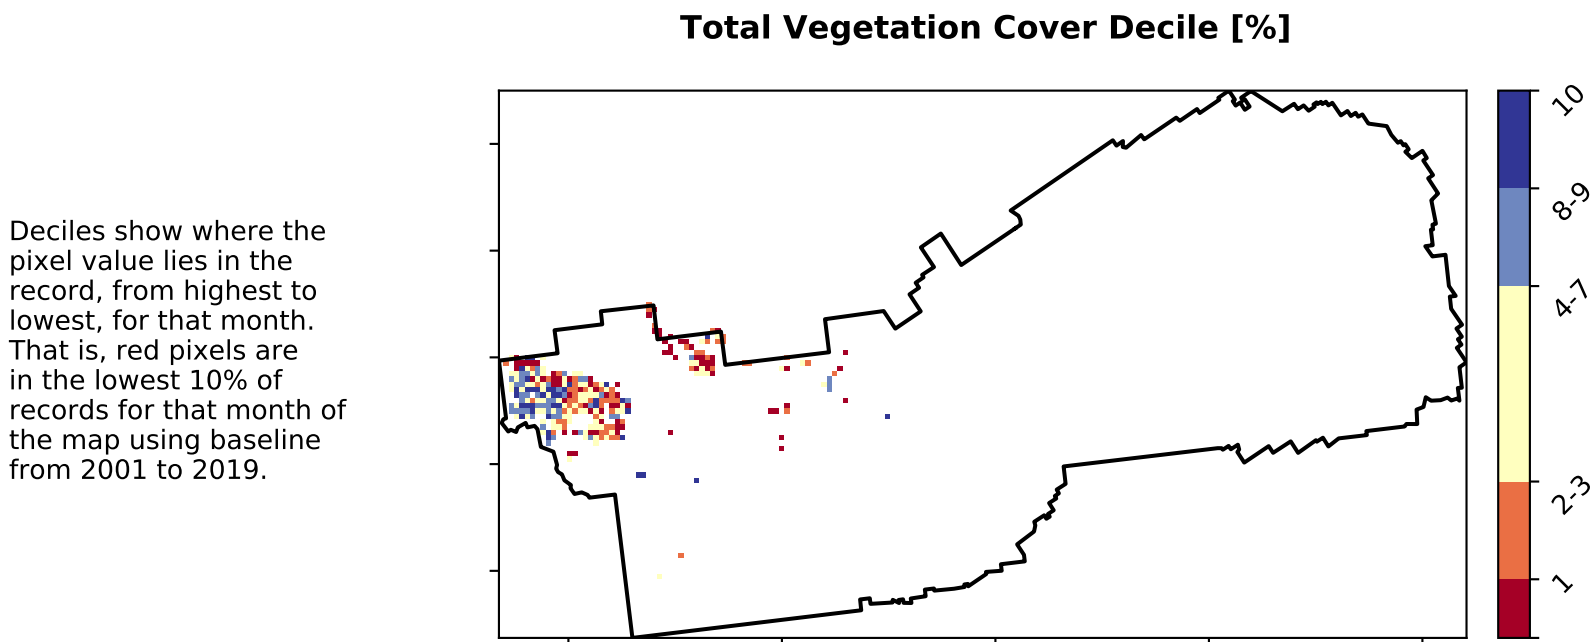 Total Vegetation Cover Decile [%]
Deciles show where the
pixel value lies in the
record, from highest to
lowest, for that month.
That is, red pixels are
in the lowest 10% of
records for that month of
the map using baseline
from 2001 to 2019.
10
8-9
4-7
2-3
1